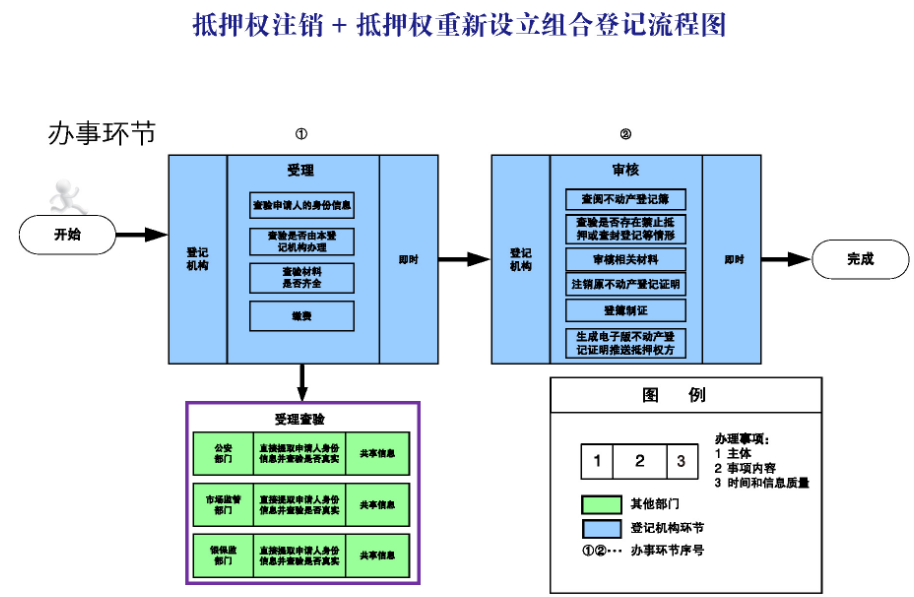 抵押权注销 + 抵押权重新设立组合登记流程图
办事环节
①
②
开始
登记
机构
受理
查验申请人的身份信息
查验是否由本登
记机构办理
查验材料
是否齐全
缴费
即时
登记
机构
审核
查阅不动产登记簿
查验是否存在禁止抵
押或查封登记等情形
审核相关材料
注销原不动产登记证明
登簿制证
生成电子版不动产登
记证明推送抵押权方
即时
完成
受理查验
公安
部门
直接提取申请人身份
信息并查验是否真实
共享信息
市场监管
部门
直接提取申请人身份
信息并查验是否真实
共享信息
银保监
部门
直接提取申请人身份
信息并查验是否真实
共享信息
图 例
1 2 3
办理事项:
1 主体
2 事项内容
3 时间和信息质量
其他部门
登记机构环节
①②… 办事环节序号